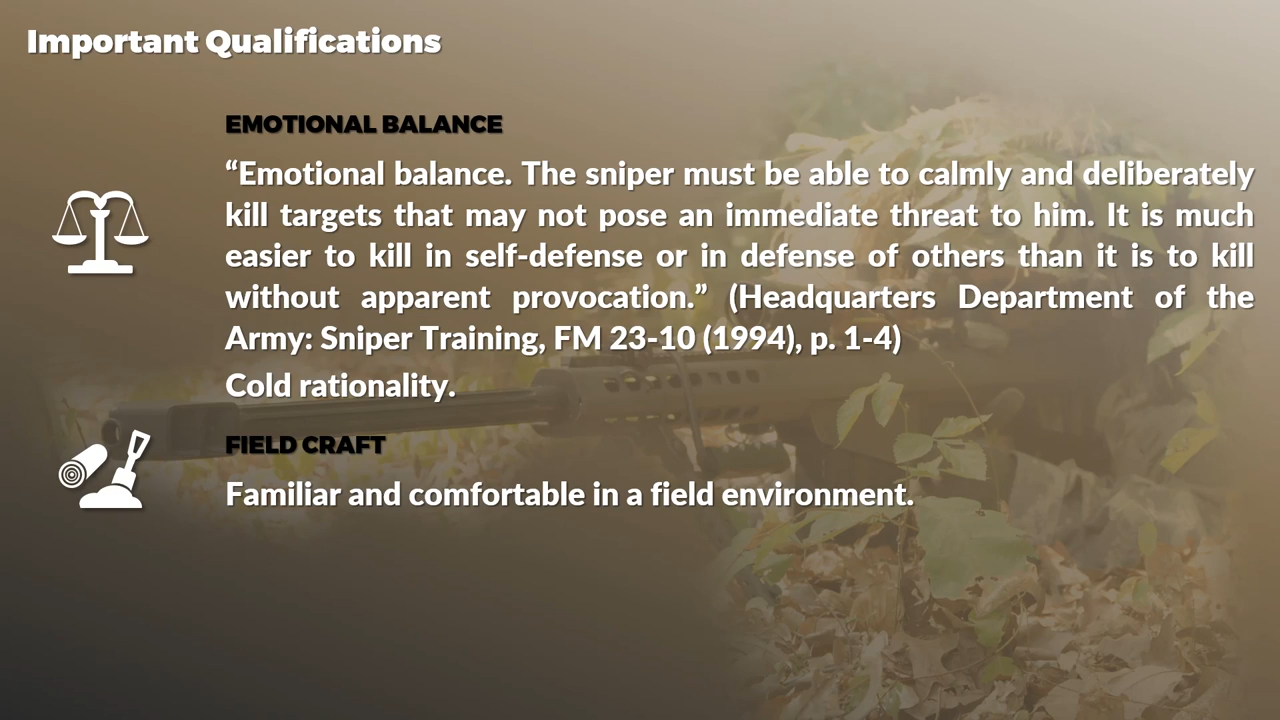 Important Qualifications
EMOTIONAL BALANCE
“Emotional balance. The sniper must be able to calmly and deliberately
kill targets that may not pose an immediate threat to him. It is much
easier to kill in self-defense or in defense of others than it is to kill
without apparent provocation.” (Headquarters Department of the
Army: Sniper Training, FM 23-10 (1994), p. 1-4)
Cold rationality.
FIELD CRAFT
Familiar and comfortable in a field environment.